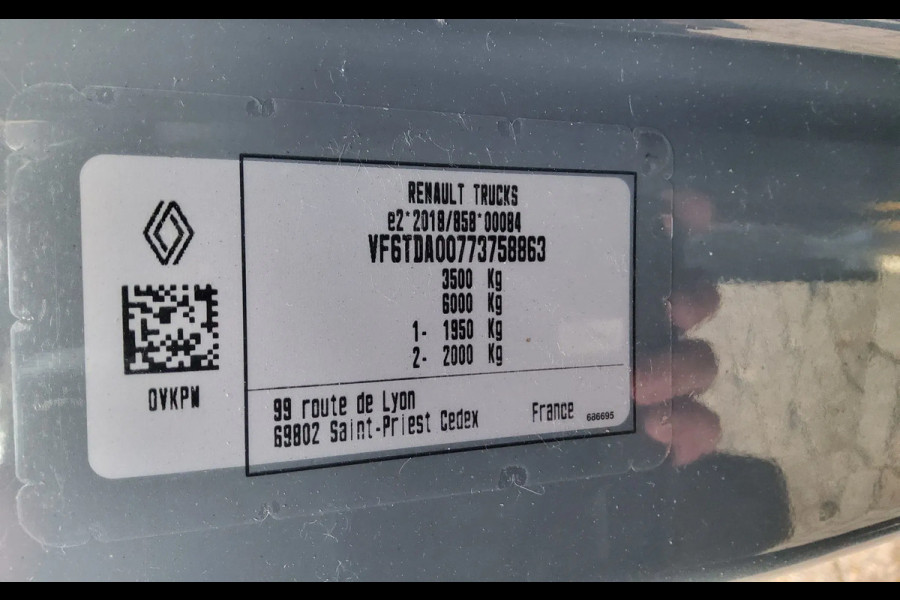 RENAULT TRUCKS
e2*2018/858*00084
VF6TDA00773758863
3500 Kg
6000 Kg
1- 1950 Kg
2- 2000 Kg
OVKPW
99 route de Lyon
69802 Saint-Priest Cedex
France
686695